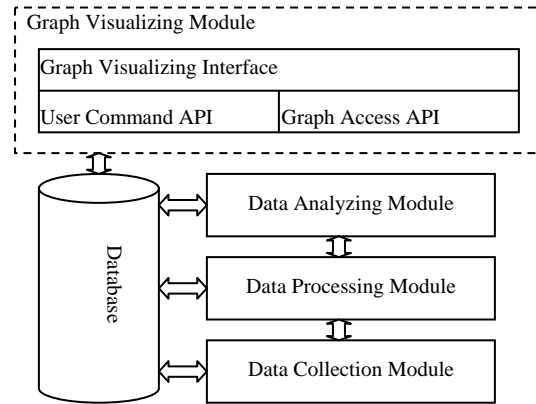 Graph Visualizing Module
Graph Visualizing Interface
User Command API
Graph Access API
Database
Data Analyzing Module
Data Processing Module
Data Collection Module